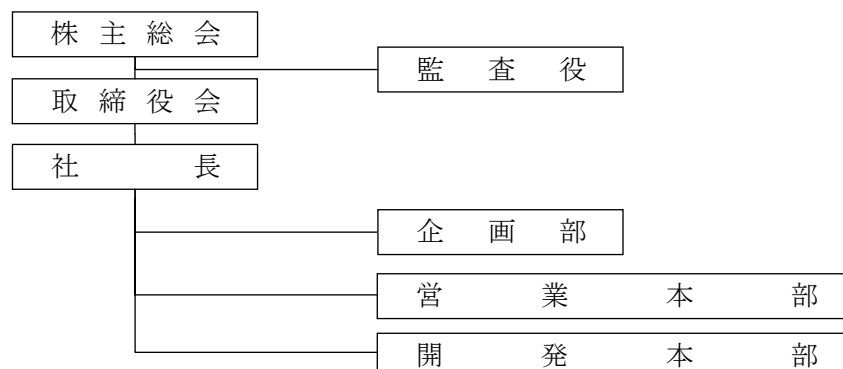 株主総会
監査役
取締役会
社長
企画部
営業本部
開発本部